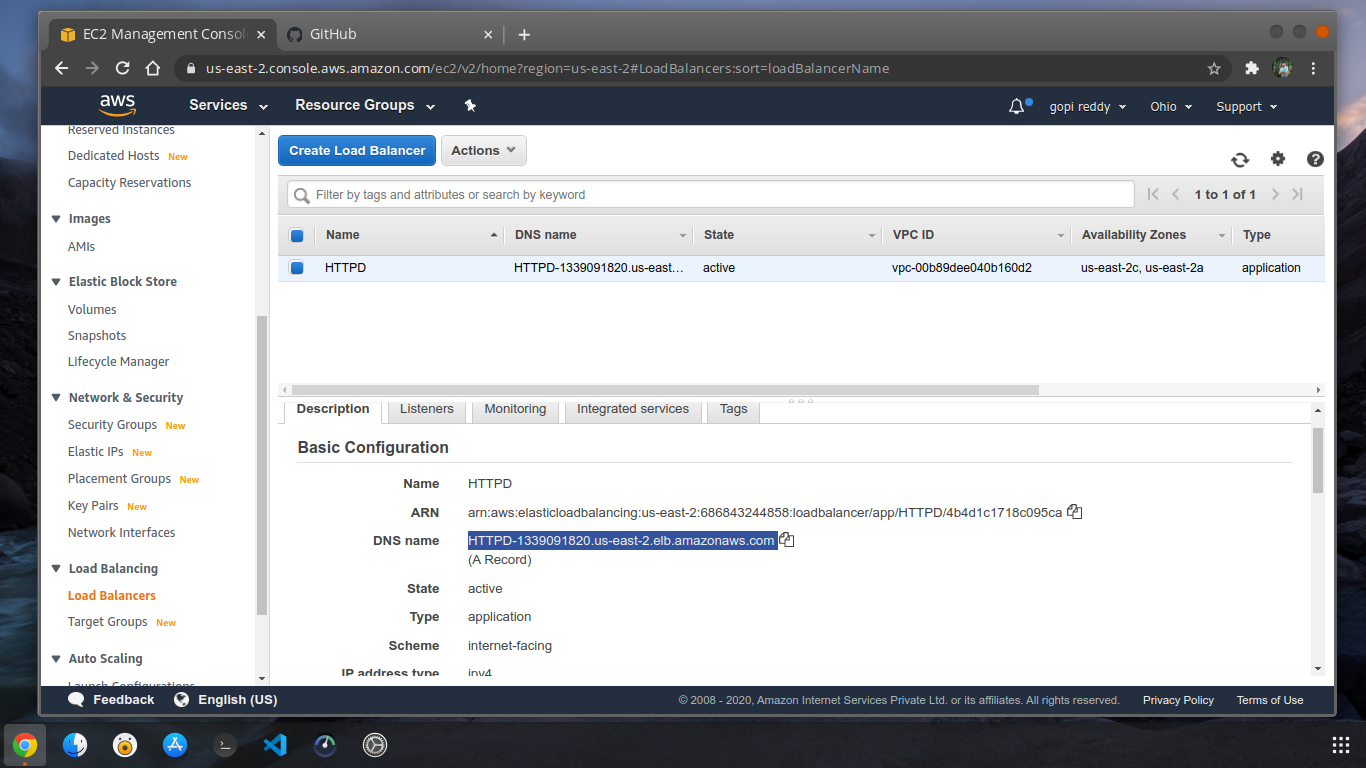 EC2 Management Consol
GitHub
us-east-2.console.aws.amazon.com/ec2/v2/home?region=us-east-2#LoadBalancers:sort=loadBalancerName
aws
Services
Resource Groups
gopi reddy
Ohio
Support
Reserved Instances
Dedicated Hosts New
Capacity Reservations
Images
AMIs
Elastic Block Store
Volumes
Snapshots
Lifecycle Manager
Network & Security
Security Groups New
Elastic IPs New
Placement Groups New
Key Pairs New
Network Interfaces
Load Balancing
Load Balancers
Target Groups New
Auto Scaling
Launch Configurations
Create Load Balancer
Actions
Filter by tags and attributes or search by keyword
1 to 1 of 1
Name DNS name State VPC ID Availability Zones Type
HTTPD HTTPD-1339091820.us-east… active vpc-00b89dee040b160d2 us-east-2c, us-east-2a application
Description Listeners Monitoring Integrated services Tags
Basic Configuration
Name HTTPD
ARN arn:aws:elasticloadbalancing:us-east-2:686843244858:loadbalancer/app/HTTPD/4b4d1c1718c095ca
DNS name HTTPD-1339091820.us-east-2.elb.amazonaws.com
(A Record)
State active
Type application
Scheme internet-facing
IP address type ipv4
Feedback
English (US)
© 2008 - 2020, Amazon Internet Services Private Ltd. or its affiliates. All rights reserved.
Privacy Policy
Terms of Use